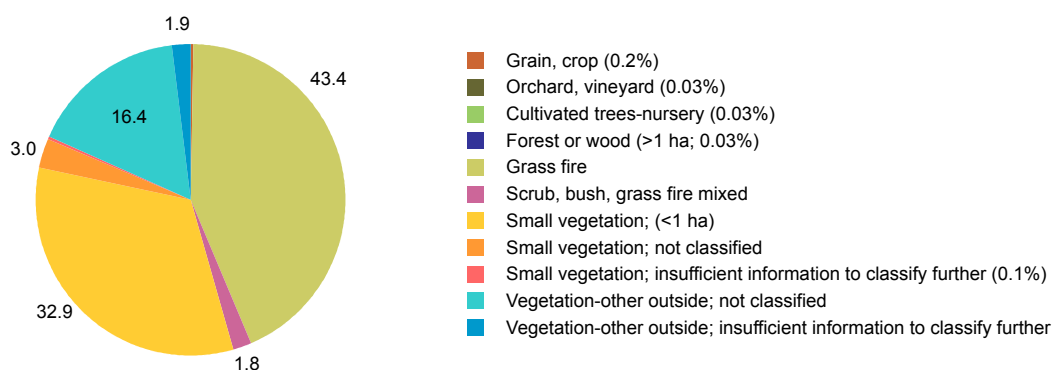 1.9
43.4
16.4
3.0
32.9
1.8
Grain, crop (0.2%)
Orchard, vineyard (0.03%)
Cultivated trees-nursery (0.03%)
Forest or wood (>1 ha; 0.03%)
Grass fire
Scrub, bush, grass fire mixed
Small vegetation; (<1 ha)
Small vegetation; not classified
Small vegetation; insufficient information to classify further (0.1%)
Vegetation-other outside; not classified
Vegetation-other outside; insufficient information to classify further